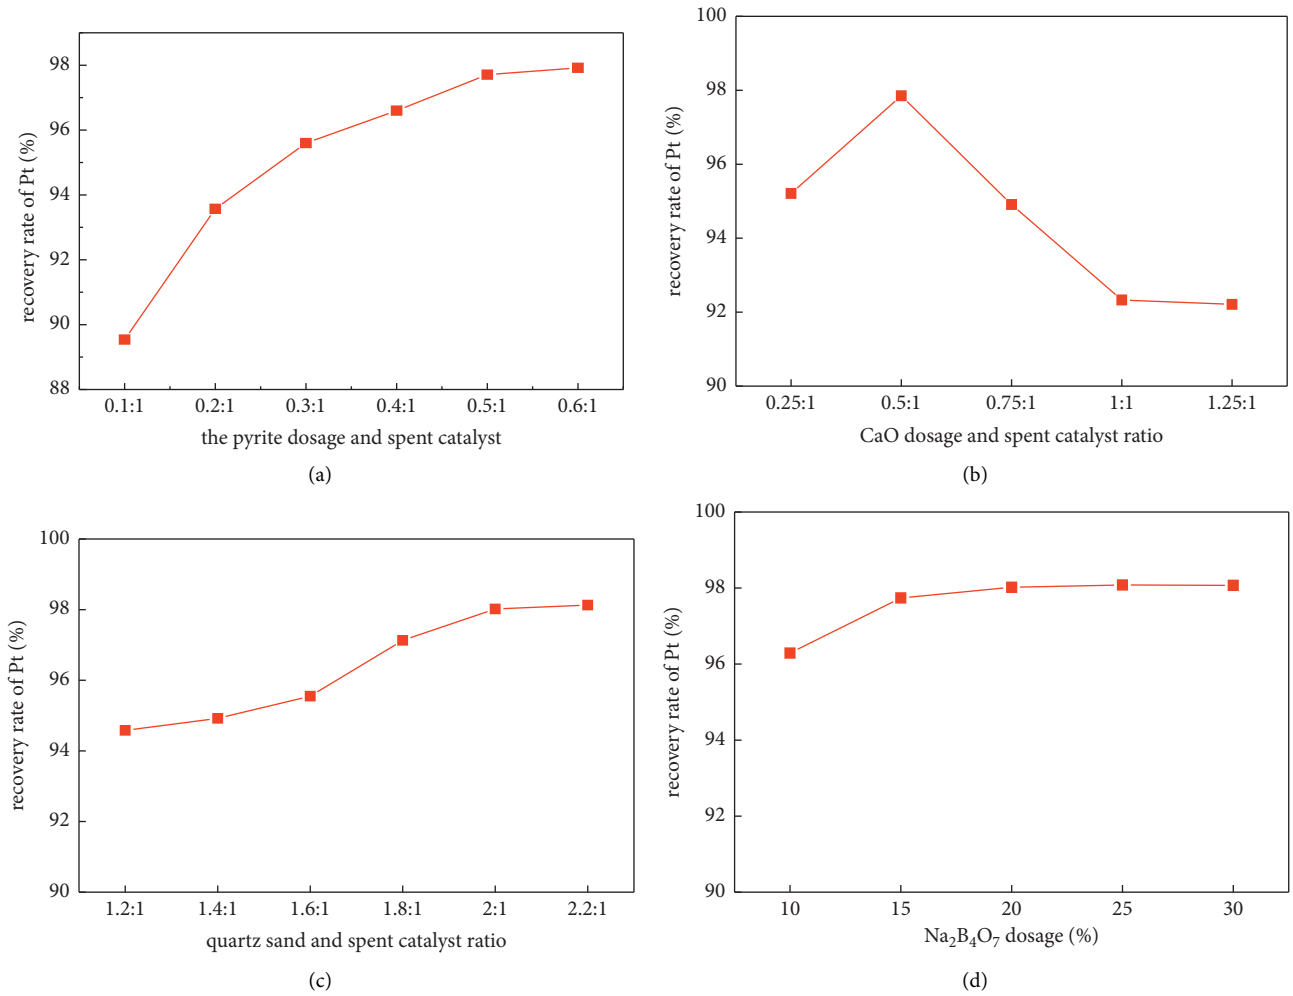 98
96
94
92
90
88
recovery rate of Pt (%)
0.1:1 0.2:1 0.3:1 0.4:1 0.5:1 0.6:1
the pyrite dosage and spent catalyst
(a)
100
98
96
94
92
90
recovery rate of Pt (%)
0.25:1 0.5:1 0.75:1 1:1 1.25:1
CaO dosage and spent catalyst ratio
(b)
100
98
96
94
92
90
recovery rate of Pt (%)
1.2:1 1.4:1 1.6:1 1.8:1 2:1 2.2:1
quartz sand and spent catalyst ratio
(c)
100
98
96
94
92
90
recovery rate of Pt (%)
10 15 20 25 30
Na₂B₄O₇ dosage (%)
(d)